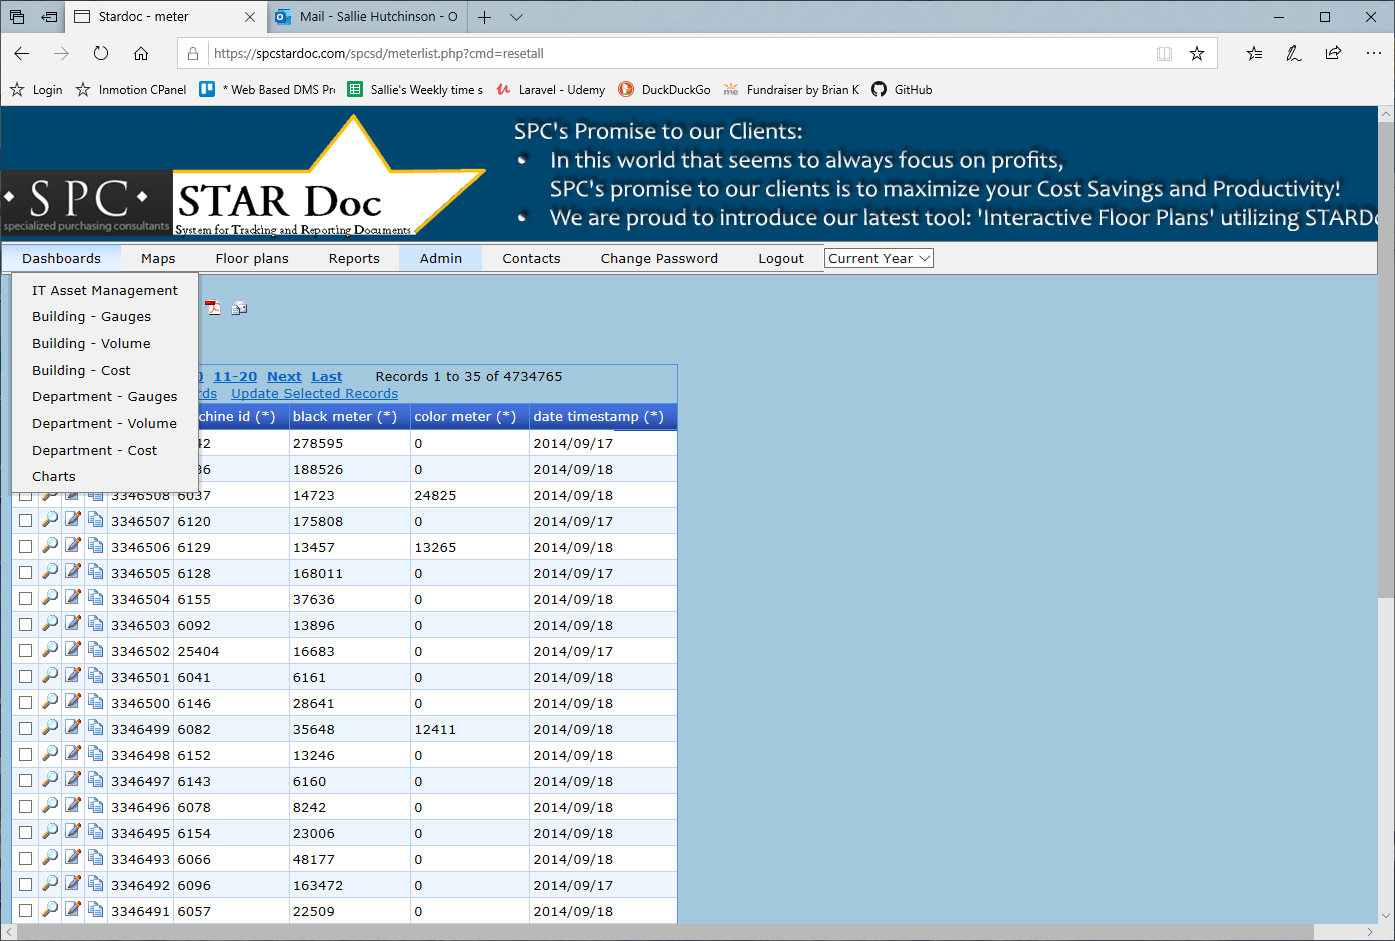 Stardoc - meter
Mail - Sallie Hutchinson - O
https://spcstardoc.com/spcsd/meterlist.php?cmd=resetall
Login
Inmotion CPanel
* Web Based DMS Pr
Sallie's Weekly time s
Laravel - Udemy
DuckDuckGo
me
Fundraiser by Brian K
GitHub
SPC's Promise to our Clients:
• In this world that seems to always focus on profits,
SPC's promise to our clients is to maximize your Cost Savings and Productivity!
• We are proud to introduce our latest tool: 'Interactive Floor Plans' utilizing STARDo
SPC
specialized purchasing consultants
STAR Doc
System for Tracking and Reporting Documents
Dashboards Maps Floor plans Reports Admin Contacts Change Password Logout Current Year
IT Asset Management
Building - Gauges
Building - Volume
Building - Cost
Department - Gauges
Department - Volume
Department - Cost
Charts
0 11-20 Next Last Records 1 to 35 of 4734765
rds Update Selected Records
chine id (*) black meter (*) color meter (*) date timestamp (*)
42 278595 0 2014/09/17
36 188526 0 2014/09/18
3346508 6037 14723 24825 2014/09/18
3346507 6120 175808 0 2014/09/17
3346506 6129 13457 13265 2014/09/18
3346505 6128 168011 0 2014/09/17
3346504 6155 37636 0 2014/09/18
3346503 6092 13896 0 2014/09/18
3346502 25404 16683 0 2014/09/17
3346501 6041 6161 0 2014/09/18
3346500 6146 28641 0 2014/09/18
3346499 6082 35648 12411 2014/09/18
3346498 6152 13246 0 2014/09/18
3346497 6143 6160 0 2014/09/18
3346496 6078 8242 0 2014/09/18
3346495 6154 23006 0 2014/09/18
3346493 6066 48177 0 2014/09/18
3346492 6096 163472 0 2014/09/17
3346491 6057 22509 0 2014/09/18